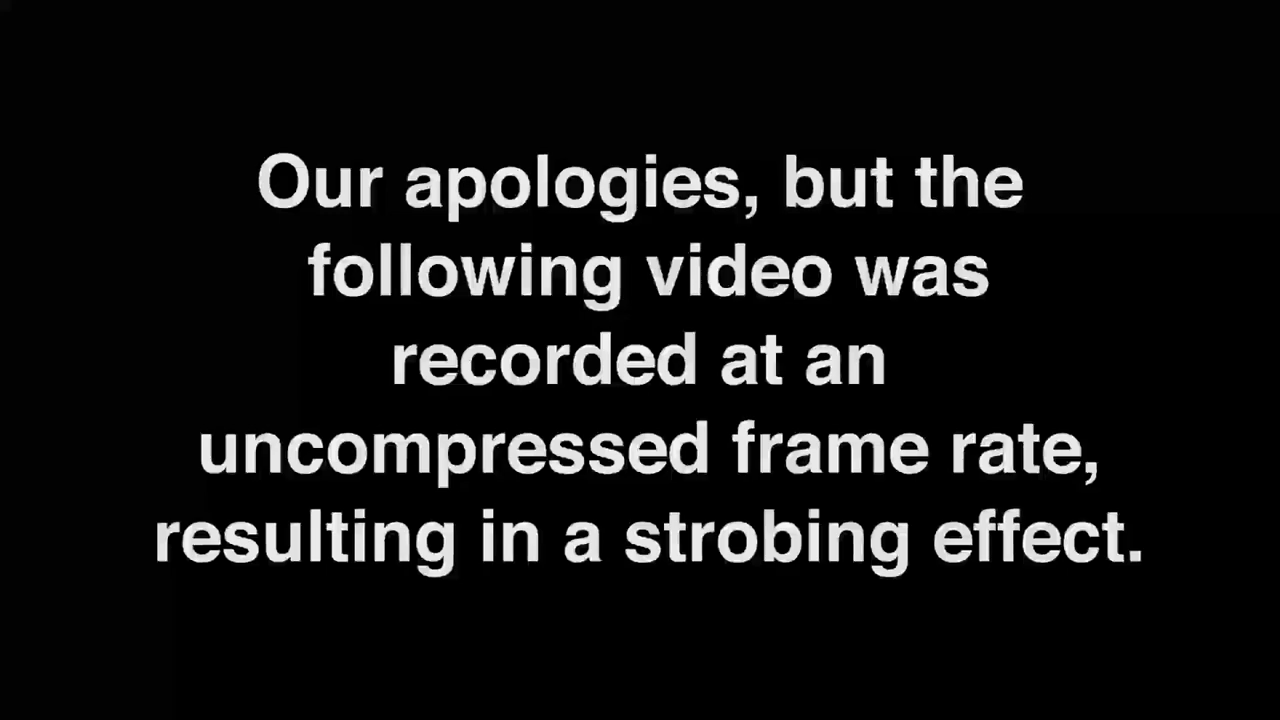 Our apologies, but the
following video was
recorded at an
uncompressed frame rate,
resulting in a strobing effect.